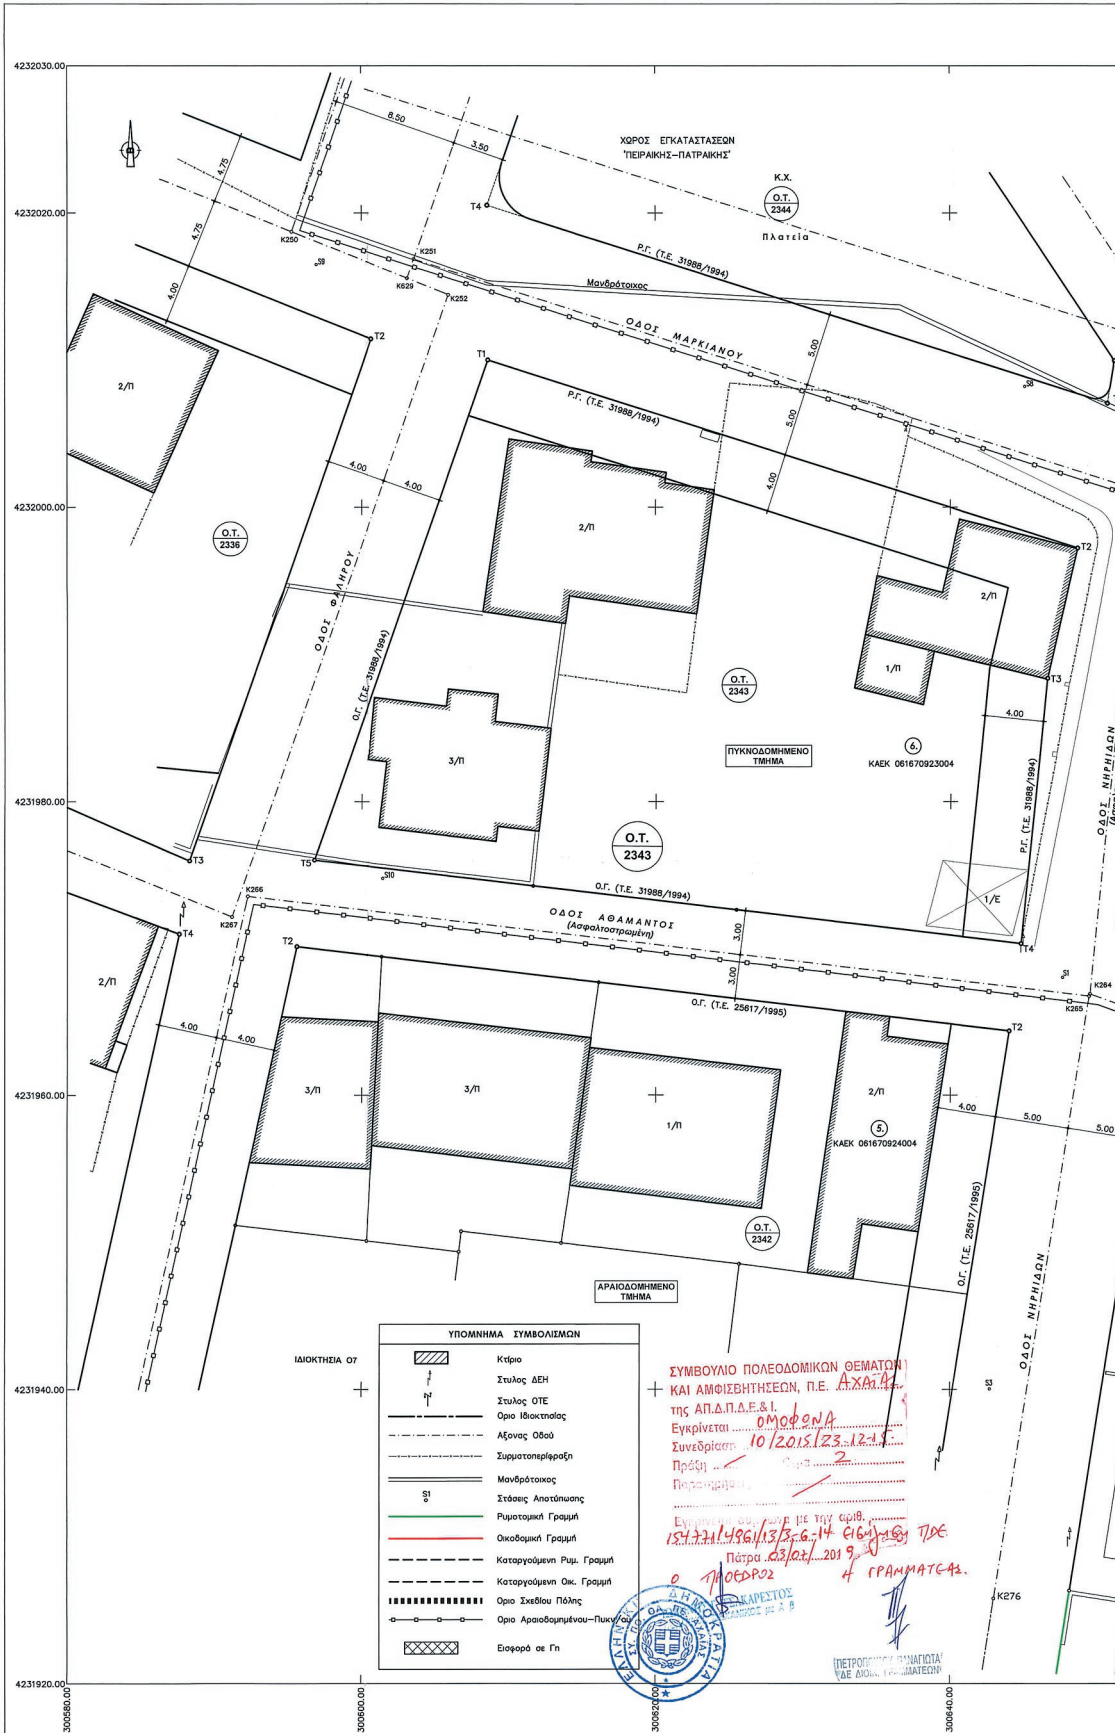 4232030.00
4232020.00
4232000.00
4231980.00
4231960.00
4231940.00
4231920.00
300580.00
300600.00
300620.00
300640.00
ΧΩΡΟΣ ΕΓΚΑΤΑΣΤΑΣΕΩΝ
'ΠΕΙΡΑΙΚΗΣ-ΠΑΤΡΑΙΚΗΣ'
Κ.Χ.
Ο.Τ.
2344
Πλατεία
8.50
3.50
4.75
4.75
4.00
T4
K250
S9
K251
K629
K252
Ρ.Γ. (Τ.Ε. 31988/1994)
Μανδρότοιχος
ΟΔΟΣ ΜΑΡΚΙΑΝΟΥ
5.00
5.00
4.00
S8
T2
T1
Ρ.Γ. (Τ.Ε. 31988/1994)
2/Π
4.00
4.00
Ο.Τ.
2336
2/Π
T2
2/Π
1/Π
T3
4.00
ΟΔΟΣ ΦΑΛΗΡΟΥ
Ο.Γ. (Τ.Ε. 31988/1994)
Ο.Τ.
2343
ΠΥΚΝΟΔΟΜΗΜΕΝΟ
ΤΜΗΜΑ
6.
ΚΑΕΚ 061670923004
3/Π
Ο.Τ.
2343
Ρ.Γ. (Τ.Ε. 31988/1994)
ΟΔΟΣ ΝΗΡΗΙΔΩΝ
T3
T5
S10
Ο.Γ. (Τ.Ε. 31988/1994)
1/Ε
K266
K267
ΟΔΟΣ ΑΘΑΜΑΝΤΟΣ
(Ασφαλτοστρωμένη)
3.00
3.00
T4
T4
T2
S1
K264
K265
Ο.Γ. (Τ.Ε. 25617/1995)
T2
2/Π
4.00
4.00
3/Π
3/Π
1/Π
2/Π
5.
ΚΑΕΚ 061670924004
4.00
5.00
5.00
Ο.Τ.
2342
Ο.Γ. (Τ.Ε. 25617/1995)
ΟΔΟΣ ΝΗΡΗΙΔΩΝ
ΑΡΑΙΟΔΟΜΗΜΕΝΟ
ΤΜΗΜΑ
ΙΔΙΟΚΤΗΣΙΑ 07
S3
K276
ΥΠΟΜΝΗΜΑ ΣΥΜΒΟΛΙΣΜΩΝ
Κτίριο
Στυλος ΔΕΗ
Στυλος ΟΤΕ
Οριο Ιδιοκτησίας
Αξονας Οδού
Συρματοπερίφραξη
Μανδρότοιχος
S1
Στάσεις Αποτύπωσης
Ρυμοτομική Γραμμή
Οικοδομική Γραμμή
Καταργούμενη Ρυμ. Γραμμή
Καταργούμενη Οικ. Γραμμή
Οριο Σχεδίου Πόλης
Οριο Αραιοδομημένου-Πυκν
Εισφορά σε Γη
ΣΥΜΒΟΥΛΙΟ ΠΟΛΕΟΔΟΜΙΚΩΝ ΘΕΜΑΤΩΝ
ΚΑΙ ΑΜΦΙΣΒΗΤΗΣΕΩΝ, Π.Ε. ΑΧΑΪΑΣ
της ΑΠ.Δ.Π.Δ.Ε.& Ι.
Εγκρίνεται ΟΜΟΦΩΝΑ
Συνεδρίαση 10/2015/23-12-15
Πράξη 2
με την αριθ.
Πάτρα 03/07/2019
Ο ΠΡΟΕΔΡΟΣ
Η ΓΡΑΜΜΑΤΕΑΣ.
ΕΛΛΗΝΙΚΗ ΔΗΜΟΚΡΑΤΙΑ